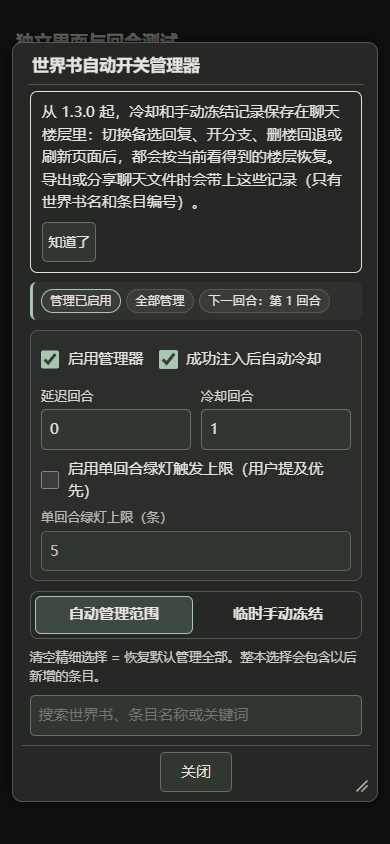 独立界面与回合测试
世界书自动开关管理器
从 1.3.0 起，冷却和手动冻结记录保存在聊天
楼层里：切换备选回复、开分支、删楼回退或
刷新页面后，都会按当前看得到的楼层恢复。
导出或分享聊天文件时会带上这些记录（只有
世界书名和条目编号）。
知道了
管理已启用 全部管理 下一回合：第 1 回合
启用管理器 成功注入后自动冷却
延迟回合 冷却回合
0 1
启用单回合绿灯触发上限（用户提及优
先）
单回合绿灯上限（条）
5
自动管理范围 临时手动冻结
清空精细选择 = 恢复默认管理全部。整本选择会包含以后
新增的条目。
搜索世界书、条目名称或关键词
关闭